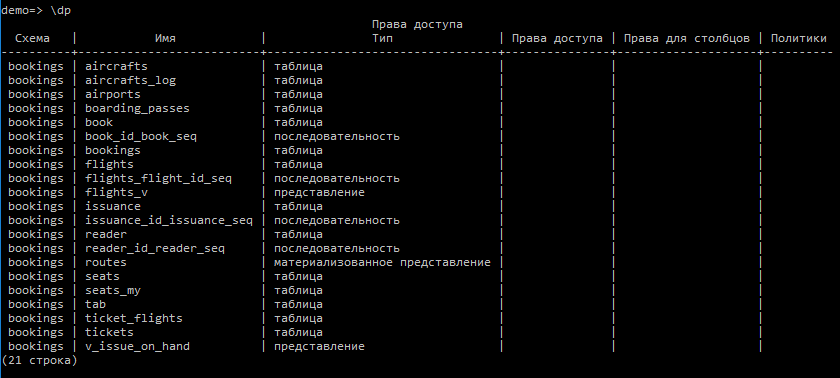 demo=> \dp
Права доступа
Схема | Имя | Тип | Права доступа | Права для столбцов | Политики
----------+-------------------------+-------------------------------+---------------+--------------------+----------
bookings | aircrafts | таблица | | |
bookings | aircrafts_log | таблица | | |
bookings | airports | таблица | | |
bookings | boarding_passes | таблица | | |
bookings | book | таблица | | |
bookings | book_id_book_seq | последовательность | | |
bookings | bookings | таблица | | |
bookings | flights | таблица | | |
bookings | flights_flight_id_seq | последовательность | | |
bookings | flights_v | представление | | |
bookings | issuance | таблица | | |
bookings | issuance_id_issuance_seq | последовательность | | |
bookings | reader | таблица | | |
bookings | reader_id_reader_seq | последовательность | | |
bookings | routes | материализованное представление | | |
bookings | seats | таблица | | |
bookings | seats_my | таблица | | |
bookings | tab | таблица | | |
bookings | ticket_flights | таблица | | |
bookings | tickets | таблица | | |
bookings | v_issue_on_hand | представление | | |
(21 строка)